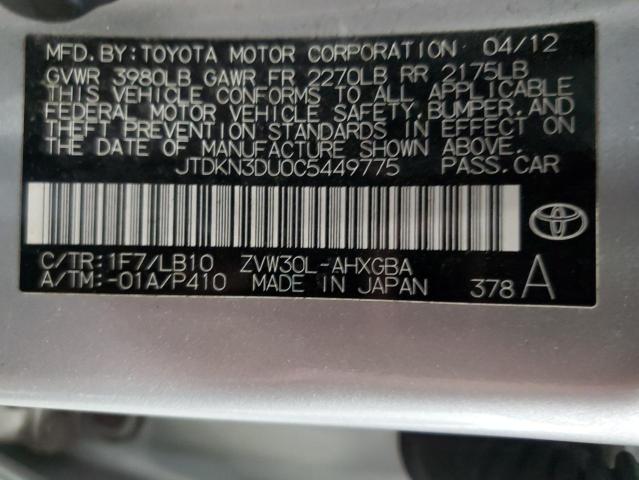 MFD. BY: TOYOTA MOTOR CORPORATION 04/12
GVWR 3980LB GAWR FR 2270LB RR 2175LB
THIS VEHICLE CONFORMS TO ALL APPLICABLE
FEDERAL MOTOR VEHICLE SAFETY, BUMPER, AND
THEFT PREVENTION STANDARDS IN EFFECT ON
THE DATE OF MANUFACTURE SHOWN ABOVE.
JTDKN3DU0C5449775 PASS. CAR
C/TR: 1F7/LB10 ZVW30L-AHXGBA
A/TM: -01A/P410 MADE IN JAPAN 378 A